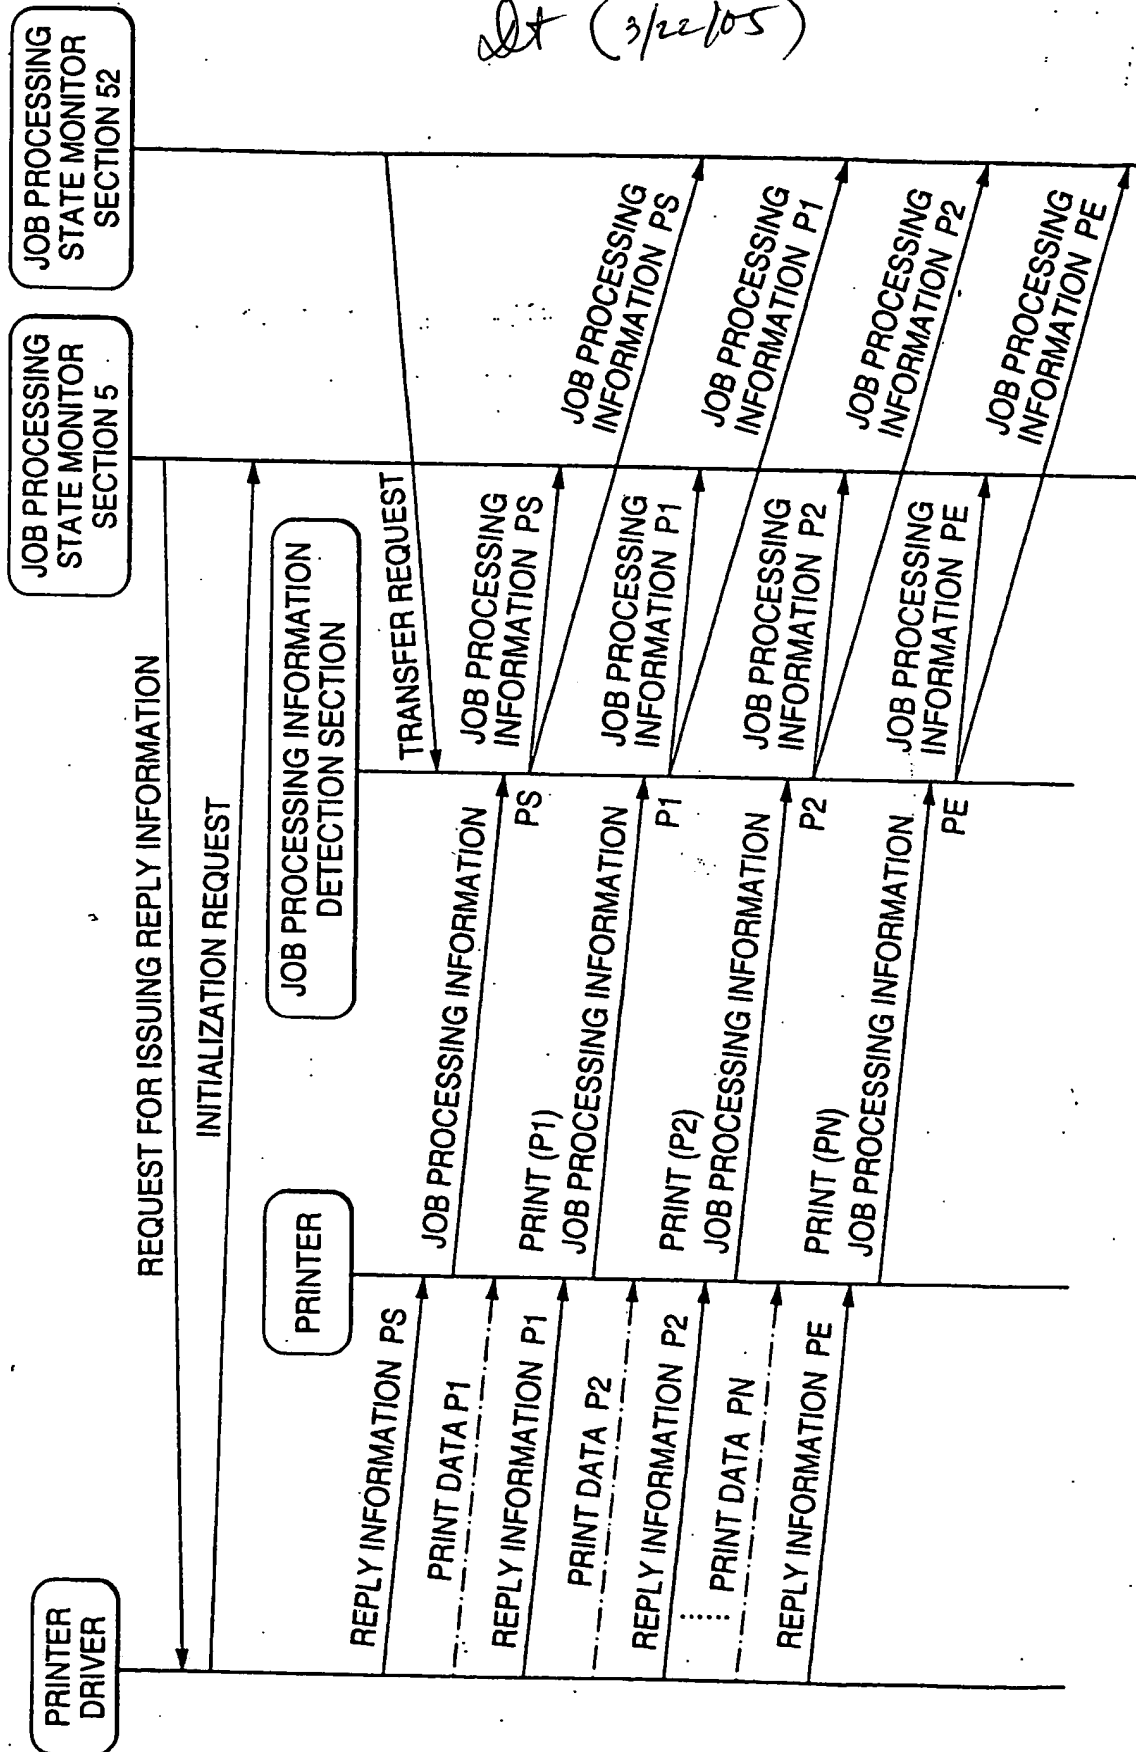 PRINTER
DRIVER
PRINTER
JOB PROCESSING INFORMATION
DETECTION SECTION
JOB PROCESSING
STATE MONITOR
SECTION 5
JOB PROCESSING
STATE MONITOR
SECTION 52
REQUEST FOR ISSUING REPLY INFORMATION
INITIALIZATION REQUEST
TRANSFER REQUEST
REPLY INFORMATION PS
JOB PROCESSING INFORMATION
PS
JOB PROCESSING
INFORMATION PS
JOB PROCESSING
INFORMATION PS
PRINT DATA P1
REPLY INFORMATION P1
PRINT (P1)
JOB PROCESSING INFORMATION
P1
JOB PROCESSING
INFORMATION P1
JOB PROCESSING
INFORMATION P1
PRINT DATA P2
REPLY INFORMATION P2
PRINT (P2)
JOB PROCESSING INFORMATION
P2
JOB PROCESSING
INFORMATION P2
JOB PROCESSING
INFORMATION P2
PRINT DATA PN
REPLY INFORMATION PE
PRINT (PN)
JOB PROCESSING INFORMATION
PE
JOB PROCESSING
INFORMATION PE
JOB PROCESSING
INFORMATION PE
(3/22/05)